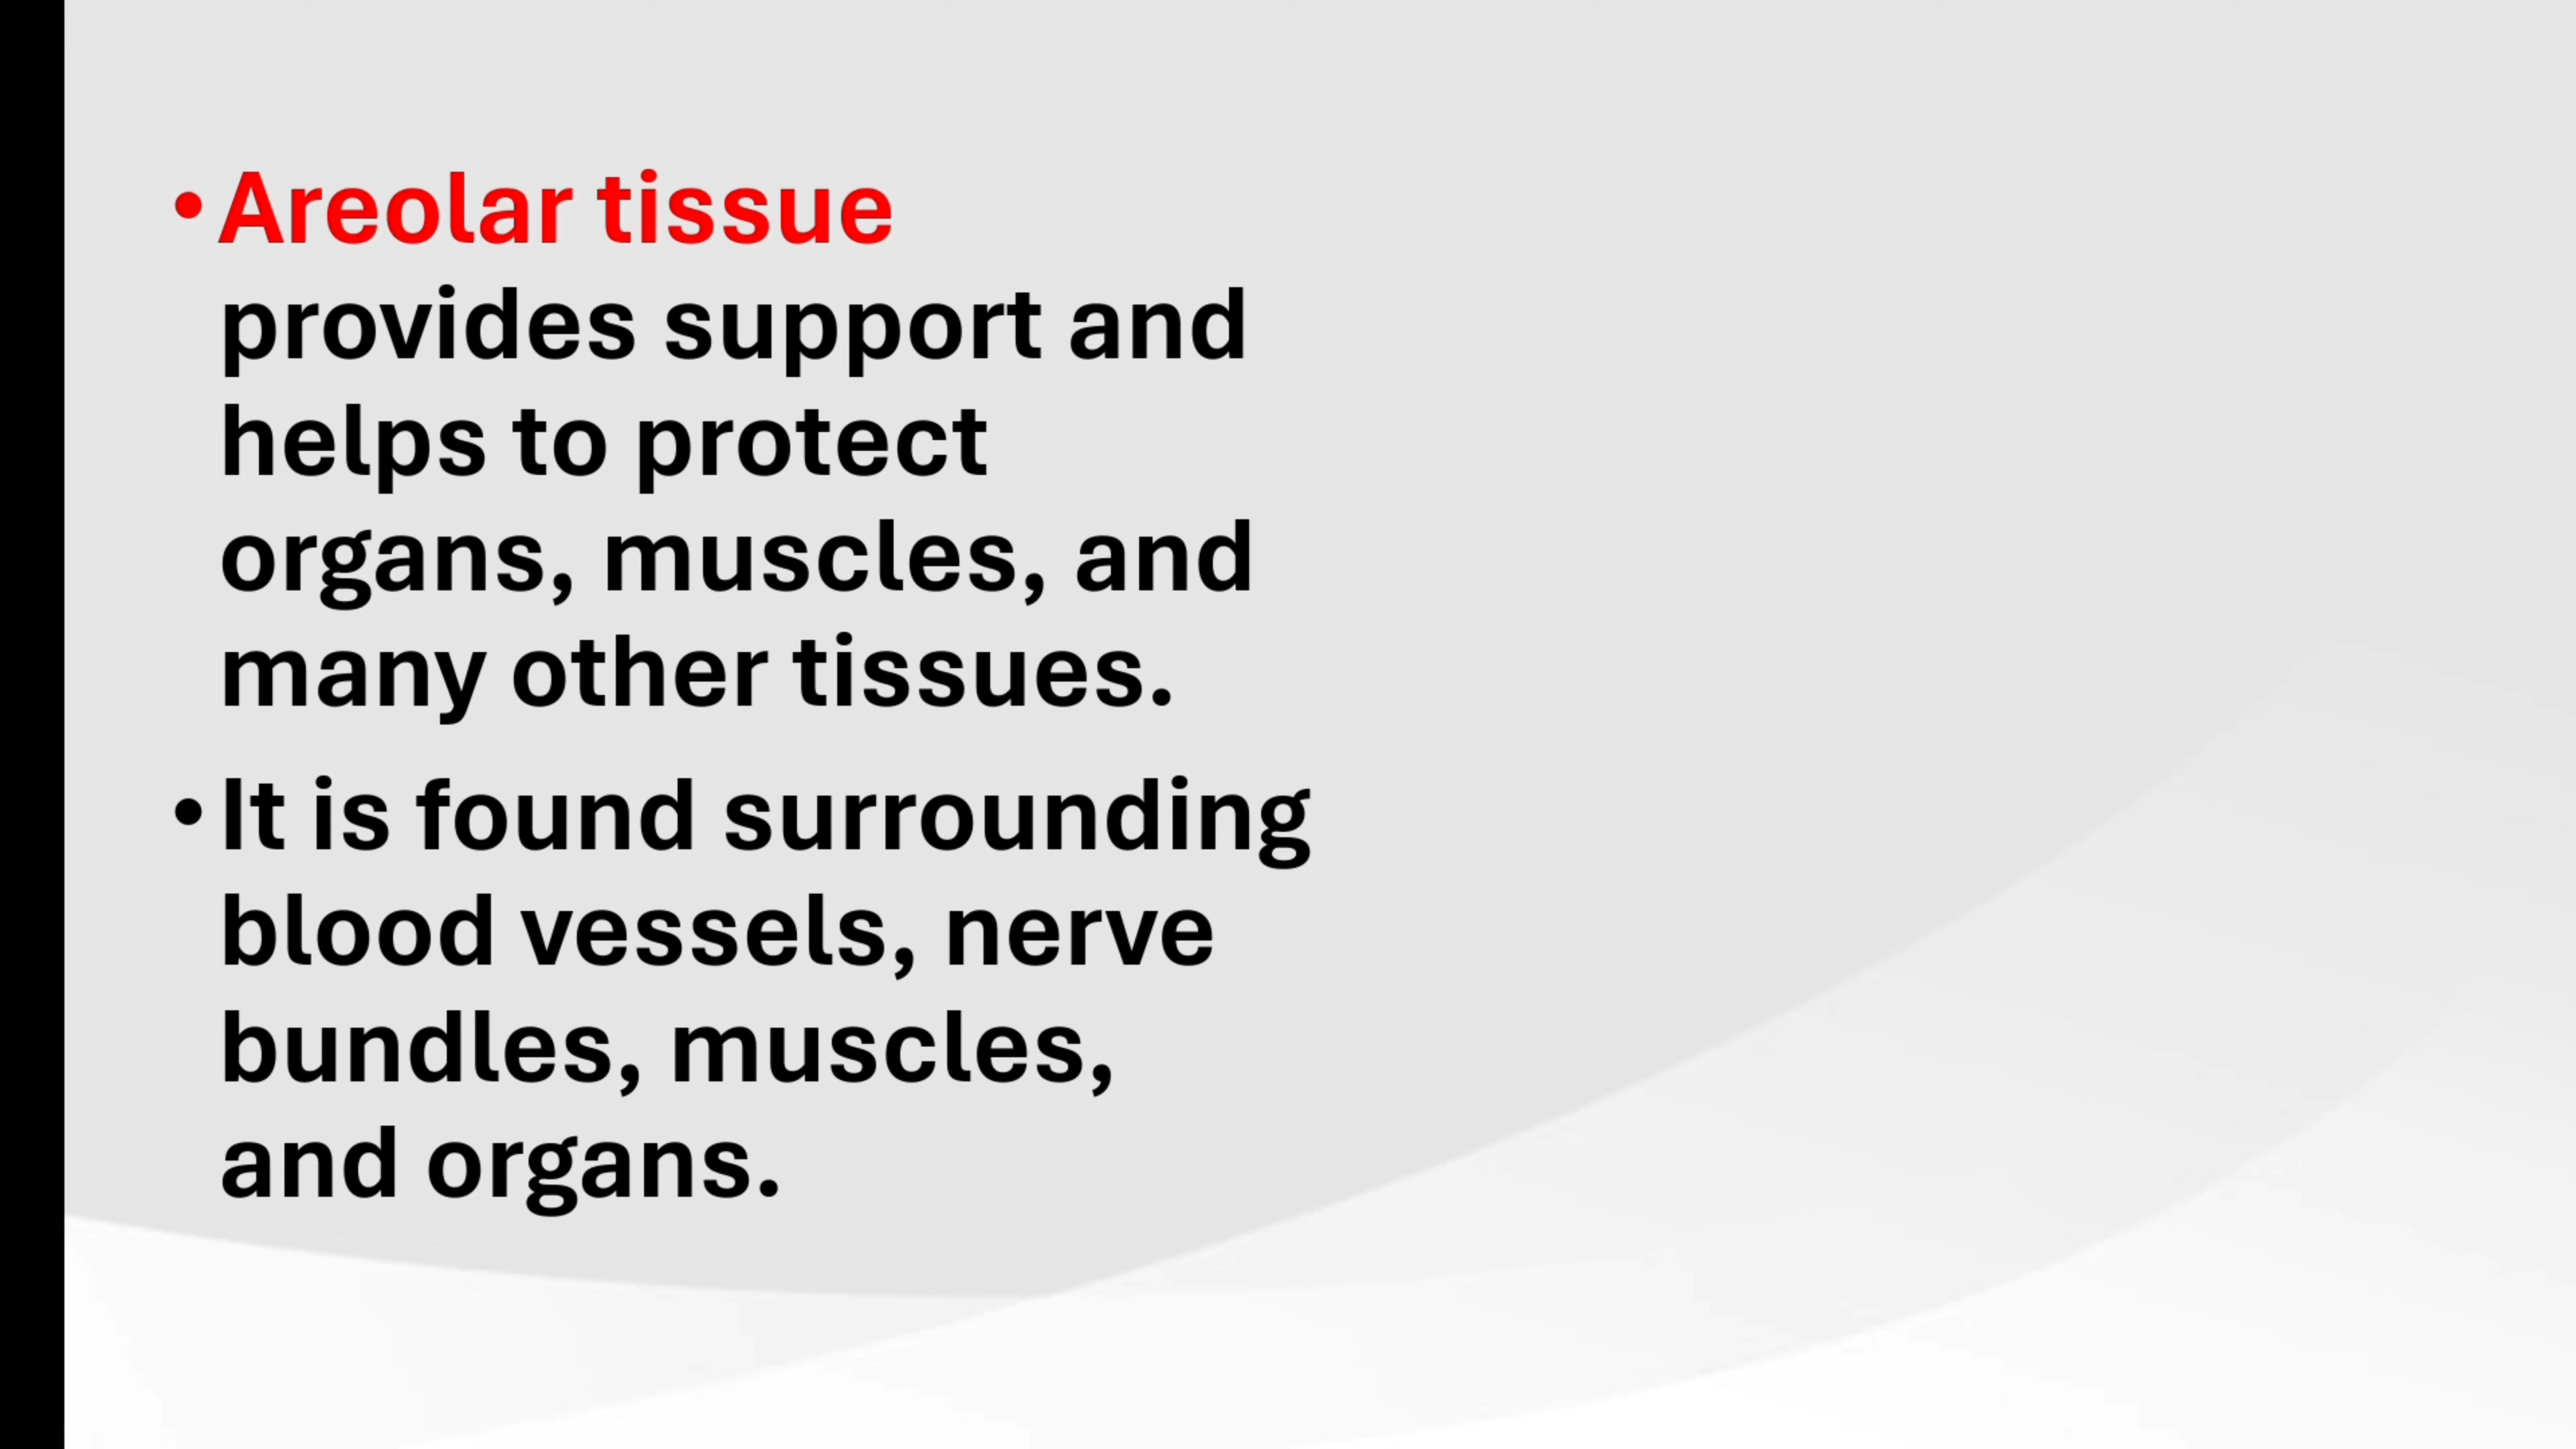 • Areolar tissue
provides support and
helps to protect
organs, muscles, and
many other tissues.
• It is found surrounding
blood vessels, nerve
bundles, muscles,
and organs.